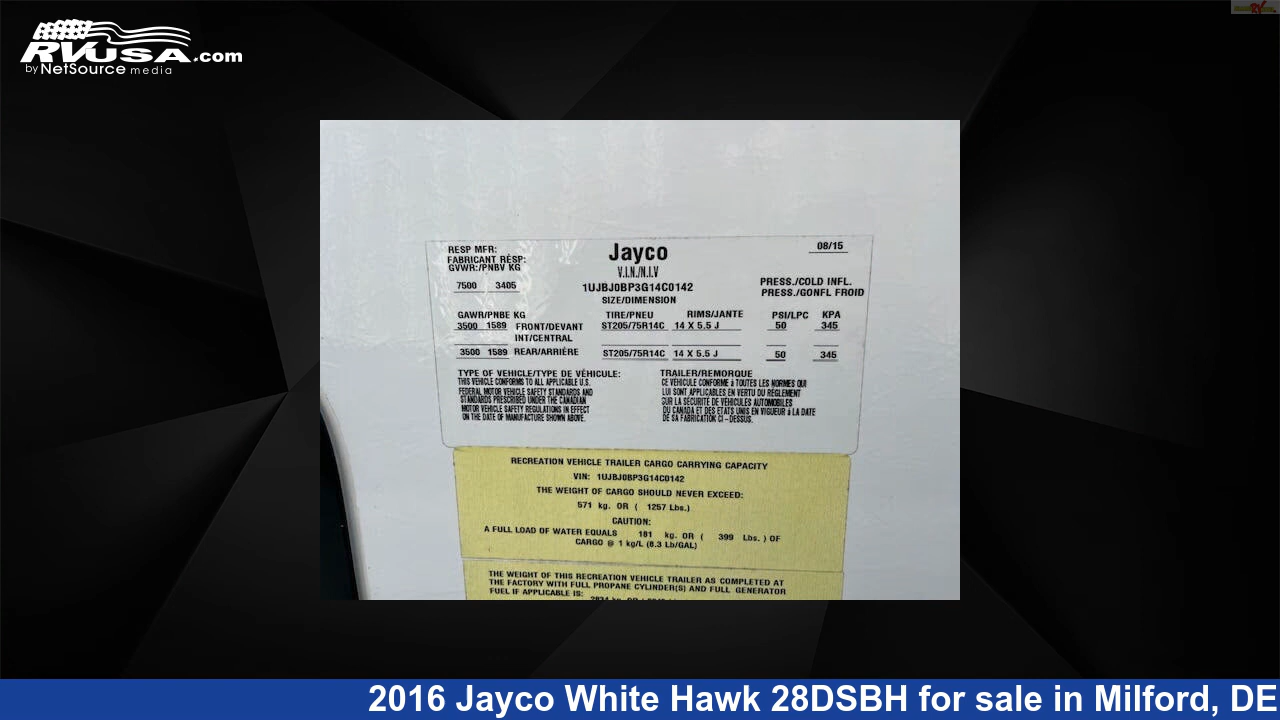 RVUSA.com
by NetSource media
RESP MFR:
FABRICANT RÈSP:
GVWR:/PNBV KG
7500 3405
Jayco
V.I.N./N.I.V
1UJBJ0BP3G14C0142
SIZE/DIMENSION
08/15
PRESS./COLD INFL.
PRESS./GONFL FROID
GAWR/PNBE KG TIRE/PNEU RIMS/JANTE PSI/LPC KPA
3500 1589 FRONT/DEVANT ST205/75R14C 14 X 5.5 J 50 345
INT/CENTRAL
3500 1589 REAR/ARRIÈRE ST205/75R14C 14 X 5.5 J 50 345
TYPE OF VEHICLE/TYPE DE VÈHICULE: TRAILER/REMORQUE
THIS VEHICLE CONFORMS TO ALL APPLICABLE U.S.
FEDERAL MOTOR VEHICLE SAFETY STANDARDS AND
STANDARDS PRESCRIBED UNDER THE CANADIAN
MOTOR VEHICLE SAFETY REGULATIONS IN EFFECT
ON THE DATE OF MANUFACTURE SHOWN ABOVE.
CE VÈHICULE CONFORME à TOUTES LES NORMES QUI
LUI SONT APPLICABLES EN VERTU DU RÈGLEMENT
SUR LA SÈCURITÈ DE VÈHICULES AUTOMOBILES
DU CANADA ET DES ETATS UNIS EN VIGUEUR à LA DATE
DE SA FABRICATION CI - DESSUS.
RECREATION VEHICLE TRAILER CARGO CARRYING CAPACITY
VIN: 1UJBJ0BP3G14C0142
THE WEIGHT OF CARGO SHOULD NEVER EXCEED:
571 kg. OR ( 1257 Lbs.)
CAUTION:
A FULL LOAD OF WATER EQUALS 181 kg. OR ( 399 Lbs. ) OF
CARGO @ 1 kg/L (8.3 Lb/GAL)
THE WEIGHT OF THIS RECREATION VEHICLE TRAILER AS COMPLETED AT
THE FACTORY WITH FULL PROPANE CYLINDER(S) AND FULL GENERATOR
FUEL IF APPLICABLE IS:
2016 Jayco White Hawk 28DSBH for sale in Milford, DE